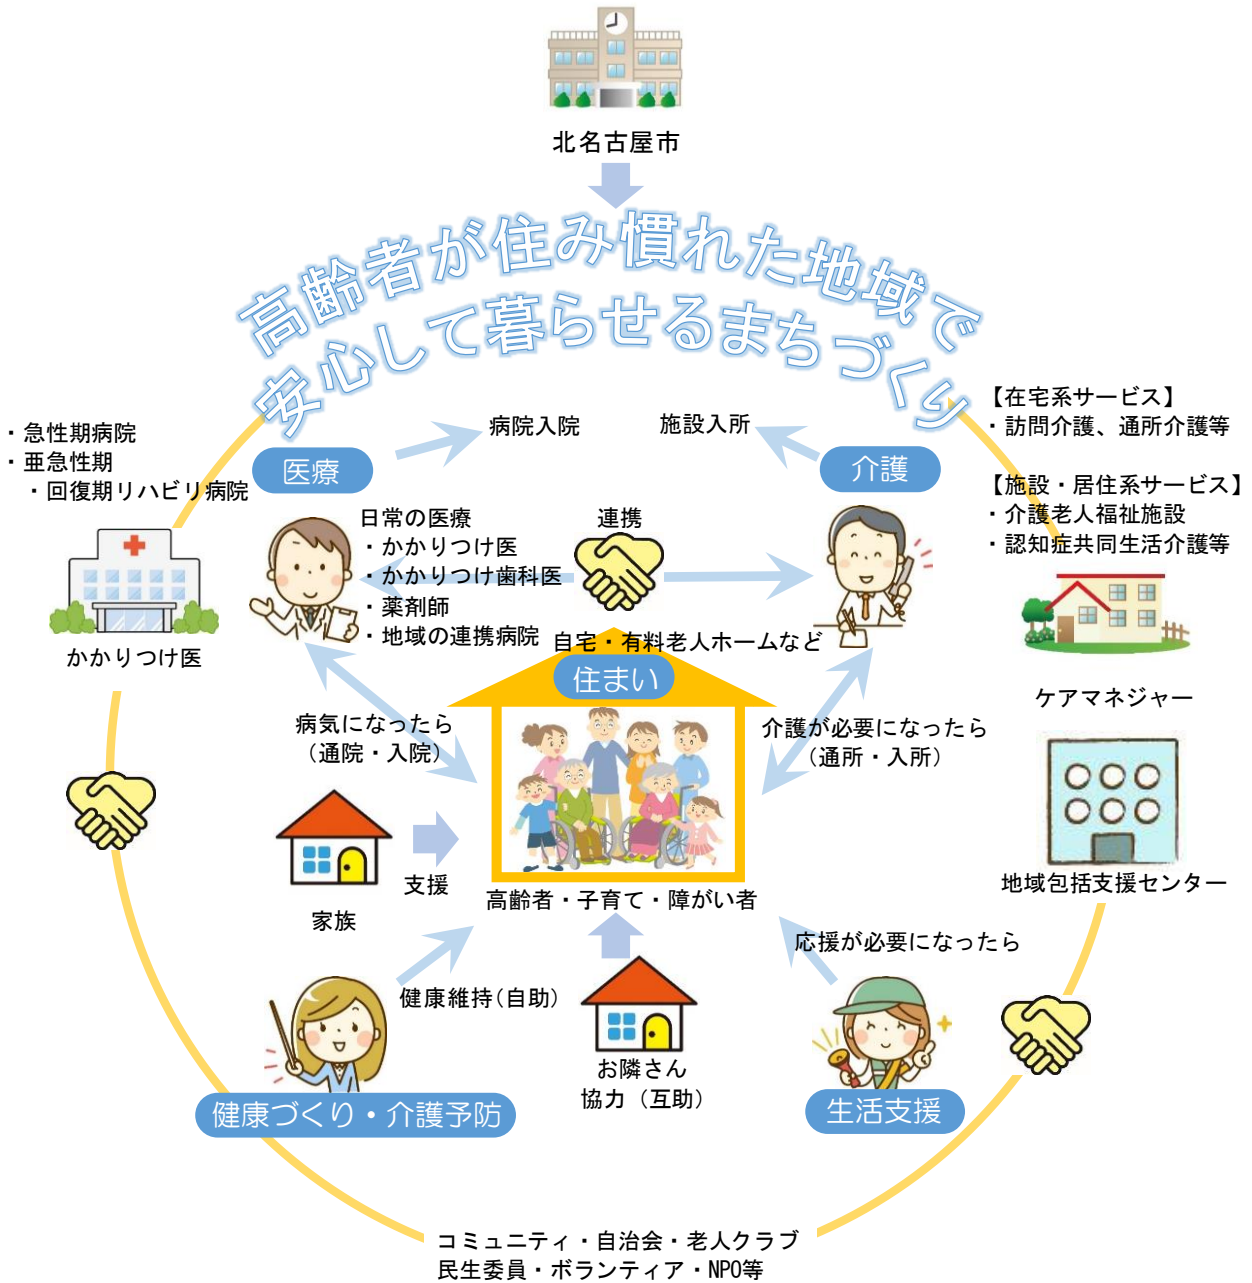 北名古屋市
高齢者が住み慣れた地域で
安心して暮らせるまちづくり
・急性期病院
・亜急性期
・回復期リハビリ病院
かかりつけ医
医療
病院入院
施設入所
介護
【在宅系サービス】
・訪問介護、通所介護等
【施設・居住系サービス】
・介護老人福祉施設
・認知症共同生活介護等
ケアマネジャー
日常の医療
・かかりつけ医
・かかりつけ歯科医
・薬剤師
・地域の連携病院
連携
自宅・有料老人ホームなど
住まい
病気になったら
（通院・入院）
介護が必要になったら
（通所・入所）
支援
家族
高齢者・子育て・障がい者
地域包括支援センター
応援が必要になったら
健康維持(自助)
お隣さん
協力（互助）
健康づくり・介護予防
生活支援
コミュニティ・自治会・老人クラブ
民生委員・ボランティア・NPO等